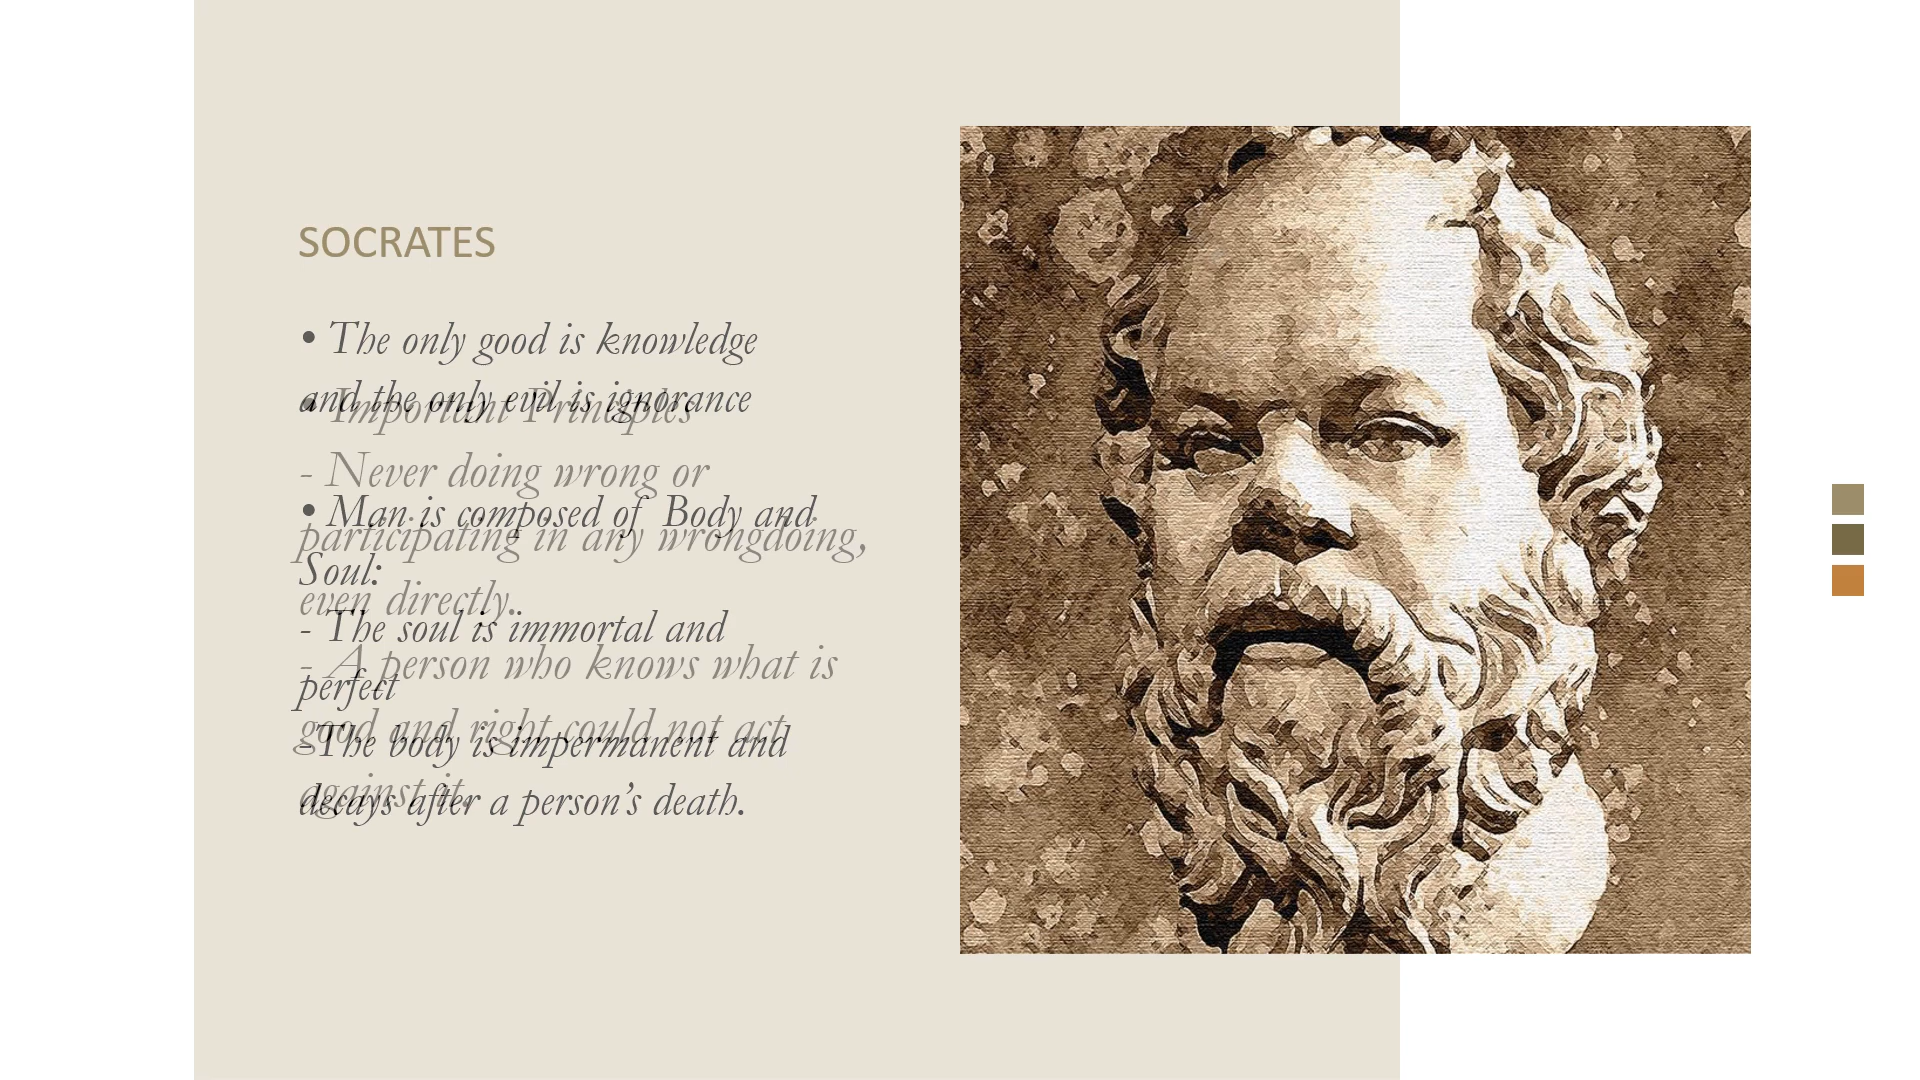 SOCRATES
• The only good is knowledge
and the only evil is ignorance
• Man is composed of Body and
Soul:
- The soul is immortal and
perfect
-The body is impermanent and
decays after a person’s death.
• Important Principles
- Never doing wrong or
participating in any wrongdoing,
even directly.
- A person who knows what is
good and right could not act
against it.